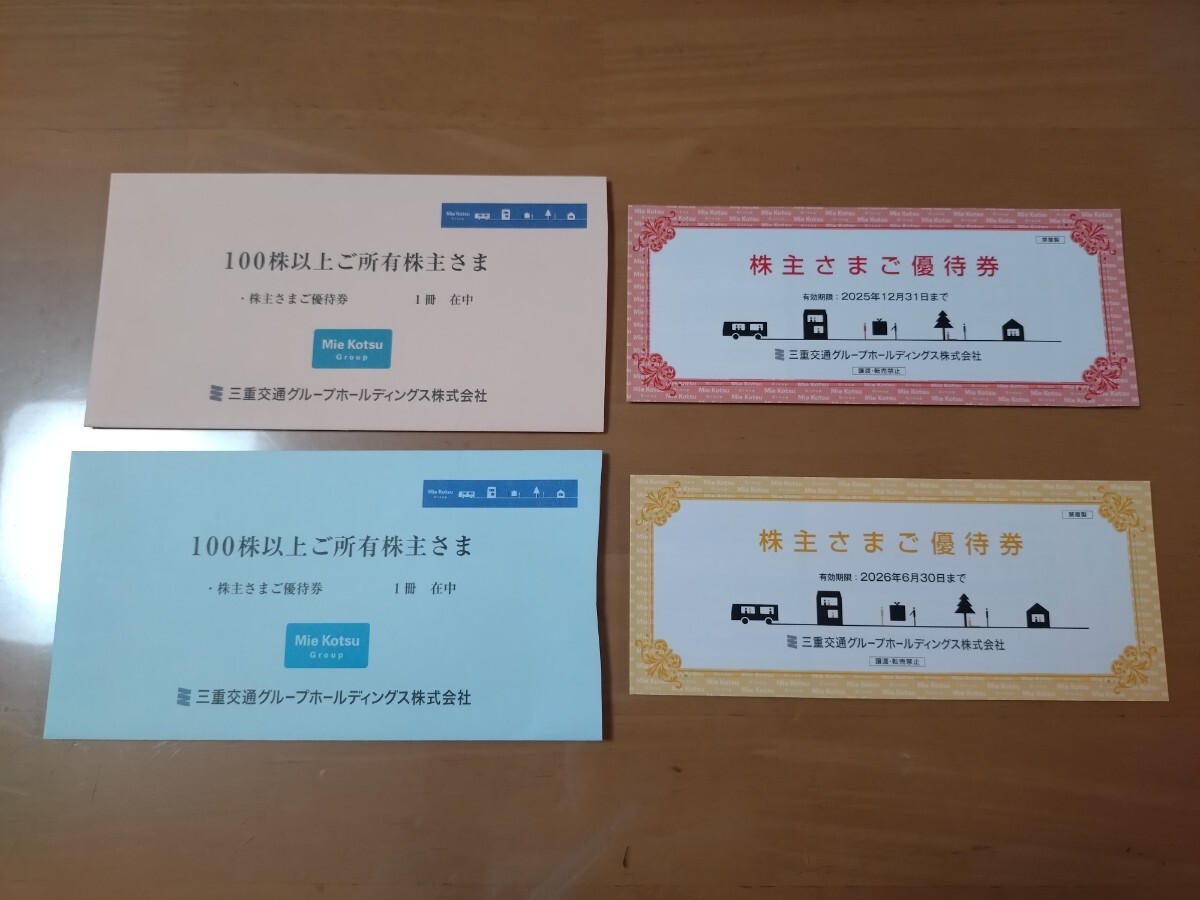 Mie Kotsu
Group
100株以上ご所有株主さま
・株主さまご優待券 1冊 在中
Mie Kotsu
Group
三重交通グループホールディングス株式会社
禁複製
株主さまご優待券
有効期限：2025年12月31日まで
三重交通グループホールディングス株式会社
譲渡・転売禁止
Mie Kotsu
Group
100株以上ご所有株主さま
・株主さまご優待券 1冊 在中
Mie Kotsu
Group
三重交通グループホールディングス株式会社
禁複製
株主さまご優待券
有効期限：2026年6月30日まで
三重交通グループホールディングス株式会社
譲渡・転売禁止